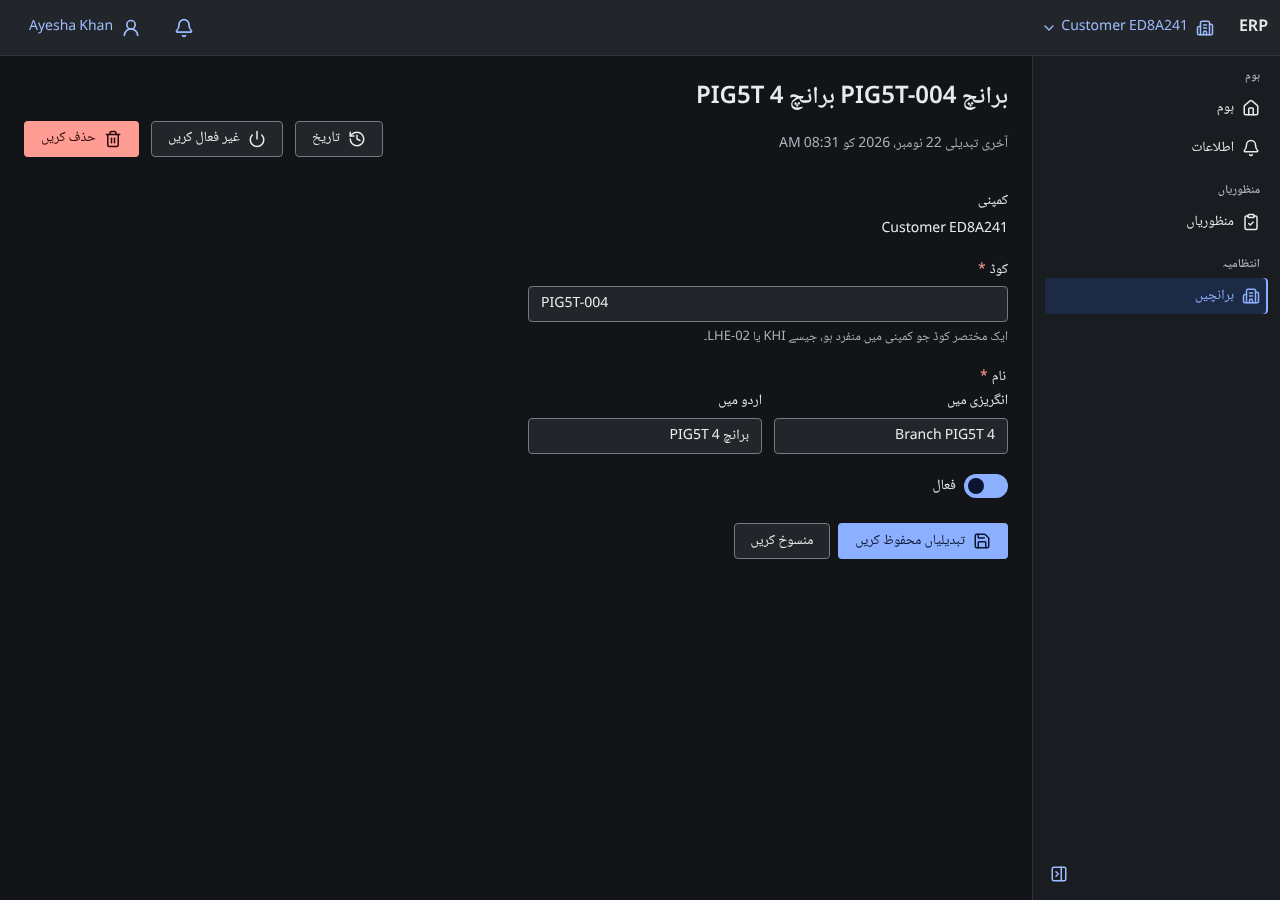 ERP
Customer ED8A241
Ayesha Khan
ہوم
ہوم
اطلاعات
منظوریاں
منظوریاں
انتظامیہ
برانچیں
برانچ PIG5T-004 برانچ PIG5T 4
آخری تبدیلی 22 نومبر، 2026 کو 08:31 AM
تاریخ
غیر فعال کریں
حذف کریں
کمپنی
Customer ED8A241
کوڈ *
PIG5T-004
ایک مختصر کوڈ جو کمپنی میں منفرد ہو، جیسے KHI یا LHE-02۔
نام *
انگریزی میں
اردو میں
Branch PIG5T 4
برانچ PIG5T 4
فعال
تبدیلیاں محفوظ کریں
منسوخ کریں